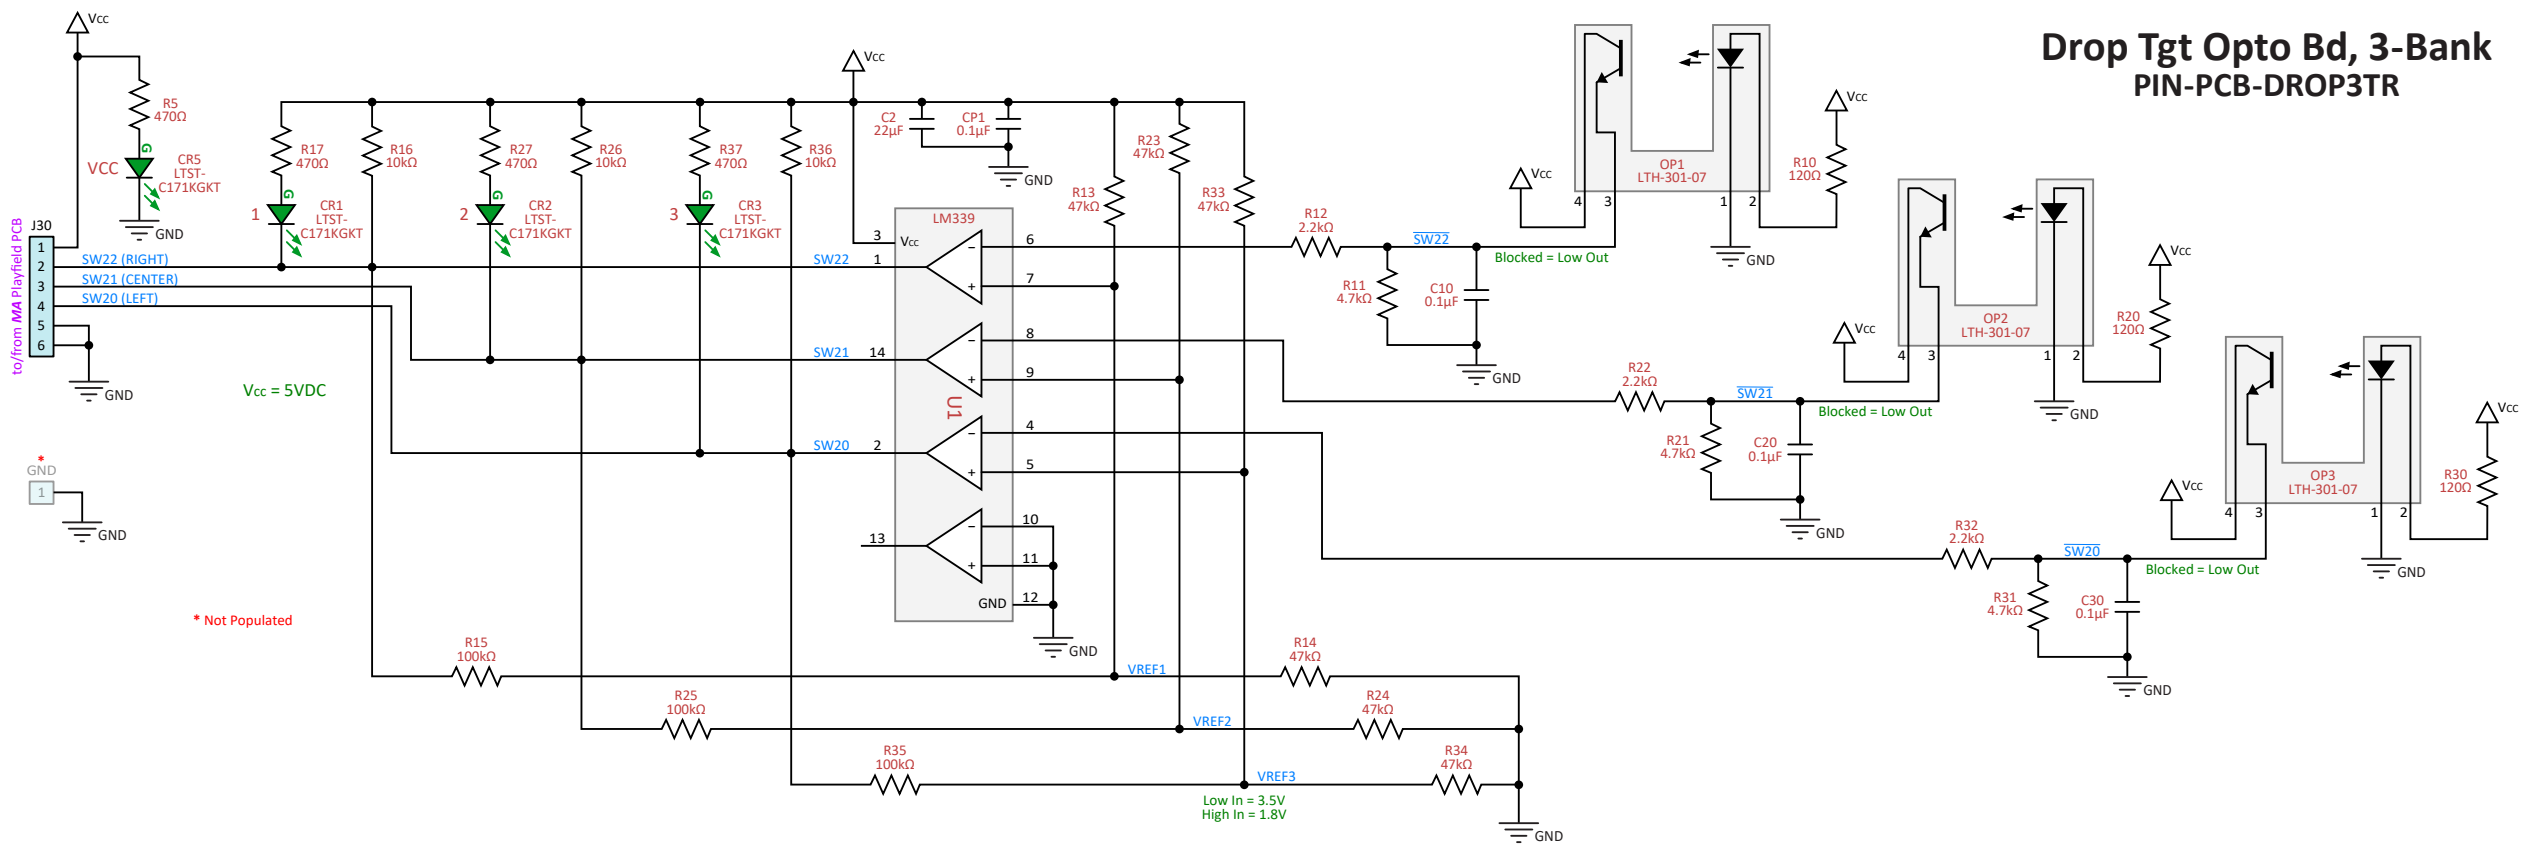 Drop Tgt Opto Bd, 3-Bank
PIN-PCB-DROP3TR
Vcc
R5
470Ω
G
VCC
CR5
LTST-
C171KGKT
GND
J30
to/from MA Playfield PCB
1
2
3
4
5
6
SW22 (RIGHT)
SW21 (CENTER)
SW20 (LEFT)
GND
Vcc = 5VDC
*
GND
1
GND
* Not Populated
R17
470Ω
R16
10kΩ
G
1
CR1
LTST-
C171KGKT
R27
470Ω
R26
10kΩ
G
2
CR2
LTST-
C171KGKT
R37
470Ω
R36
10kΩ
G
3
CR3
LTST-
C171KGKT
Vcc
C2
22µF
CP1
0.1µF
GND
R13
47kΩ
R23
47kΩ
R33
47kΩ
LM339
U1
3
Vcc
SW22
1
−
+
6
7
SW21
14
−
+
8
9
SW20
2
−
+
4
5
13
−
+
10
11
GND
12
GND
R12
2.2kΩ
SW22
Blocked = Low Out
R11
4.7kΩ
C10
0.1µF
GND
Vcc
OP1
LTH-301-07
4
3
1
2
GND
Vcc
R10
120Ω
R22
2.2kΩ
SW21
Blocked = Low Out
R21
4.7kΩ
C20
0.1µF
GND
Vcc
OP2
LTH-301-07
4
3
1
2
GND
Vcc
R20
120Ω
R32
2.2kΩ
SW20
Blocked = Low Out
R31
4.7kΩ
C30
0.1µF
GND
Vcc
OP3
LTH-301-07
4
3
1
2
GND
Vcc
R30
120Ω
R15
100kΩ
VREF1
R14
47kΩ
R25
100kΩ
VREF2
R24
47kΩ
R35
100kΩ
VREF3
R34
47kΩ
Low In = 3.5V
High In = 1.8V
GND